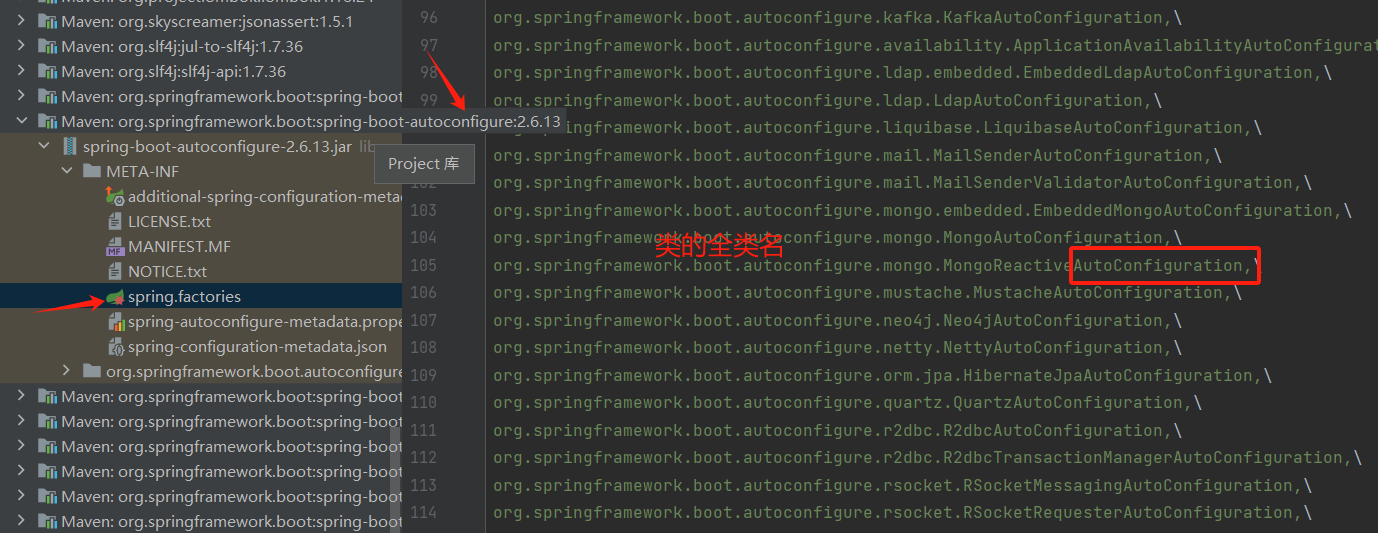 Maven: org.projectlombok:lombok:1.18.24
Maven: org.skyscreamer:jsonassert:1.5.1
Maven: org.slf4j:jul-to-slf4j:1.7.36
Maven: org.slf4j:slf4j-api:1.7.36
Maven: org.springframework.boot:spring-boot
Maven: org.springframework.boot:spring-boot-autoconfigure:2.6.13
spring-boot-autoconfigure-2.6.13.jar
Project 库
META-INF
additional-spring-configuration-meta
LICENSE.txt
MANIFEST.MF
NOTICE.txt
spring.factories
spring-autoconfigure-metadata.prope
spring-configuration-metadata.json
org.springframework.boot.autoconfigure
Maven: org.springframework.boot:spring-boot
Maven: org.springframework.boot:spring-boot
Maven: org.springframework.boot:spring-boot
Maven: org.springframework.boot:spring-boot
Maven: org.springframework.boot:spring-boot
Maven: org.springframework.boot:spring-boot
96 org.springframework.boot.autoconfigure.kafka.KafkaAutoConfiguration,\
97 org.springframework.boot.autoconfigure.availability.ApplicationAvailabilityAutoConfigurat
98 org.springframework.boot.autoconfigure.ldap.embedded.EmbeddedLdapAutoConfiguration,\
99 org.springframework.boot.autoconfigure.ldap.LdapAutoConfiguration,\
springframework.boot.autoconfigure.liquibase.LiquibaseAutoConfiguration,\
org.springframework.boot.autoconfigure.mail.MailSenderAutoConfiguration,\
102 org.springframework.boot.autoconfigure.mail.MailSenderValidatorAutoConfiguration,\
103 org.springframework.boot.autoconfigure.mongo.embedded.EmbeddedMongoAutoConfiguration,\
104 org.springframework.boot.autoconfigure.mongo.MongoAutoConfiguration,\
类的全类名
105 org.springframework.boot.autoconfigure.mongo.MongoReactiveAutoConfiguration,\
106 org.springframework.boot.autoconfigure.mustache.MustacheAutoConfiguration,\
107 org.springframework.boot.autoconfigure.neo4j.Neo4jAutoConfiguration,\
108 org.springframework.boot.autoconfigure.netty.NettyAutoConfiguration,\
109 org.springframework.boot.autoconfigure.orm.jpa.HibernateJpaAutoConfiguration,\
110 org.springframework.boot.autoconfigure.quartz.QuartzAutoConfiguration,\
111 org.springframework.boot.autoconfigure.r2dbc.R2dbcAutoConfiguration,\
112 org.springframework.boot.autoconfigure.r2dbc.R2dbcTransactionManagerAutoConfiguration,\
113 org.springframework.boot.autoconfigure.rsocket.RSocketMessagingAutoConfiguration,\
114 org.springframework.boot.autoconfigure.rsocket.RSocketRequesterAutoConfiguration,\